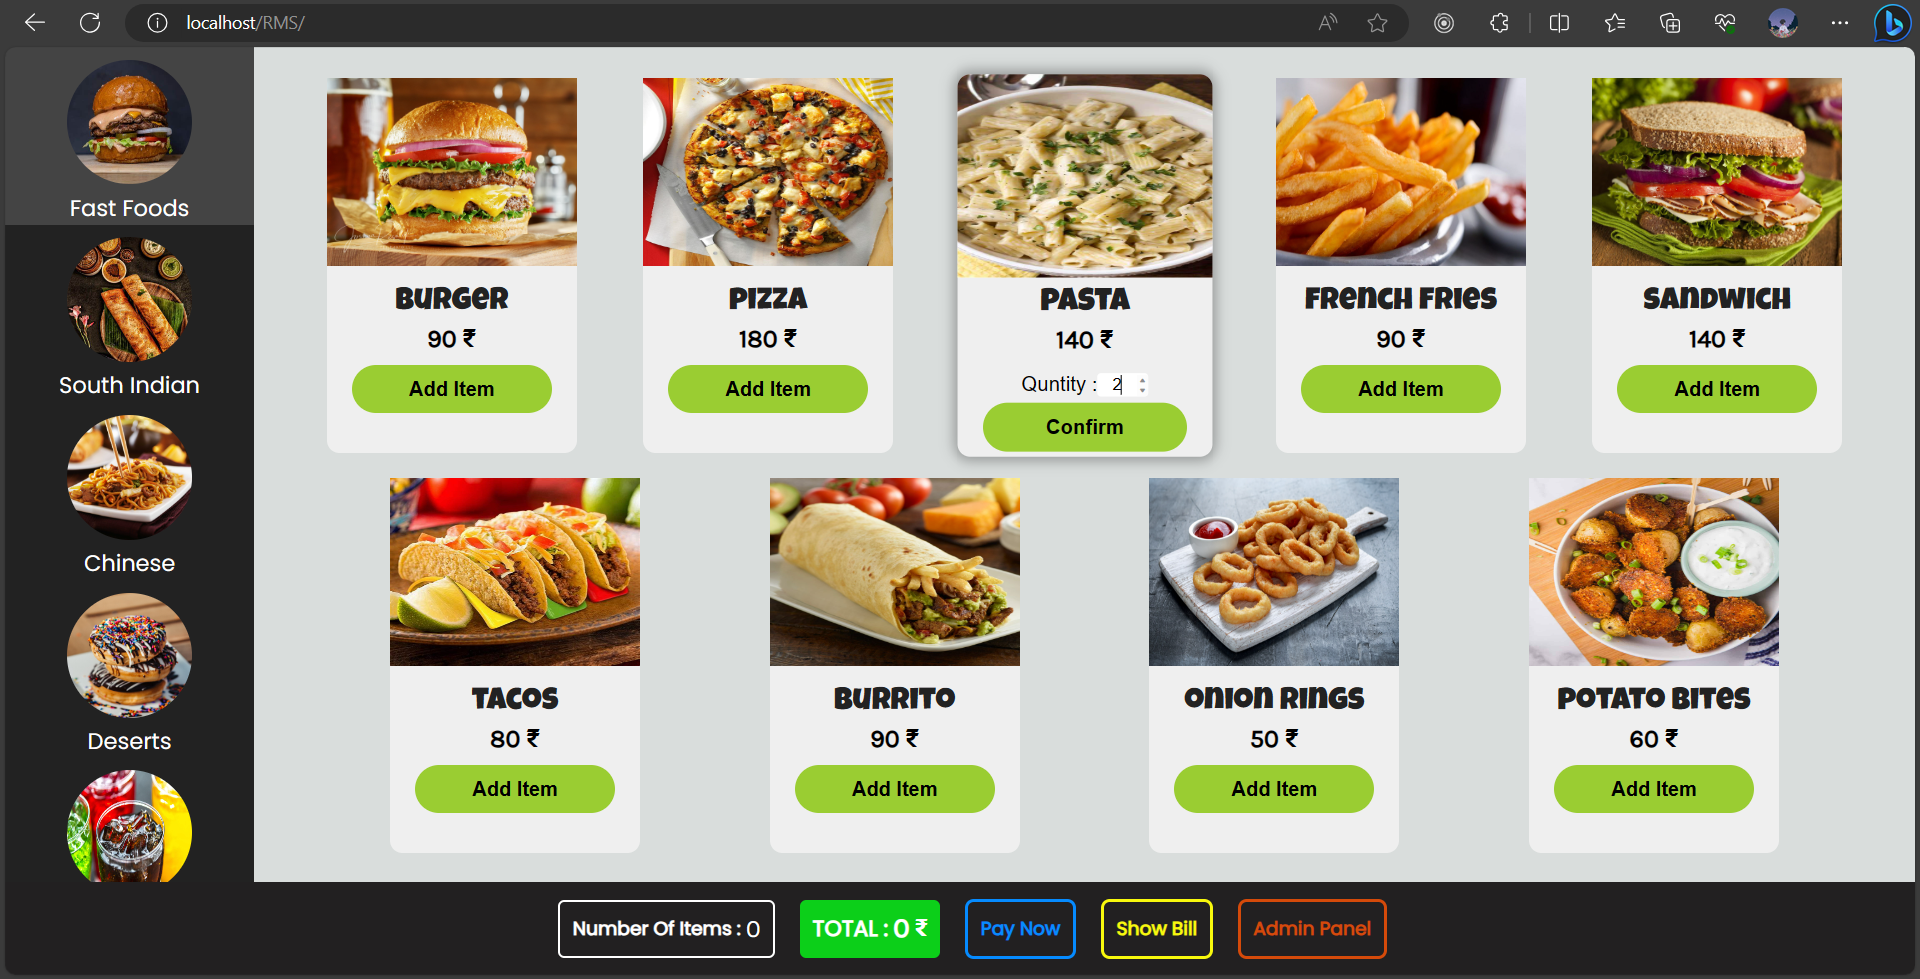 localhost/RMS/
Fast Foods
South Indian
Chinese
Deserts
Burger
90 ₹
Add Item
Pizza
180 ₹
Add Item
Pasta
140 ₹
Quntity : 2
Confirm
French Fries
90 ₹
Add Item
Sandwich
140 ₹
Add Item
Tacos
80 ₹
Add Item
Burrito
90 ₹
Add Item
Onion Rings
50 ₹
Add Item
Potato Bites
60 ₹
Add Item
Number Of Items : 0
TOTAL : 0 ₹
Pay Now
Show Bill
Admin Panel